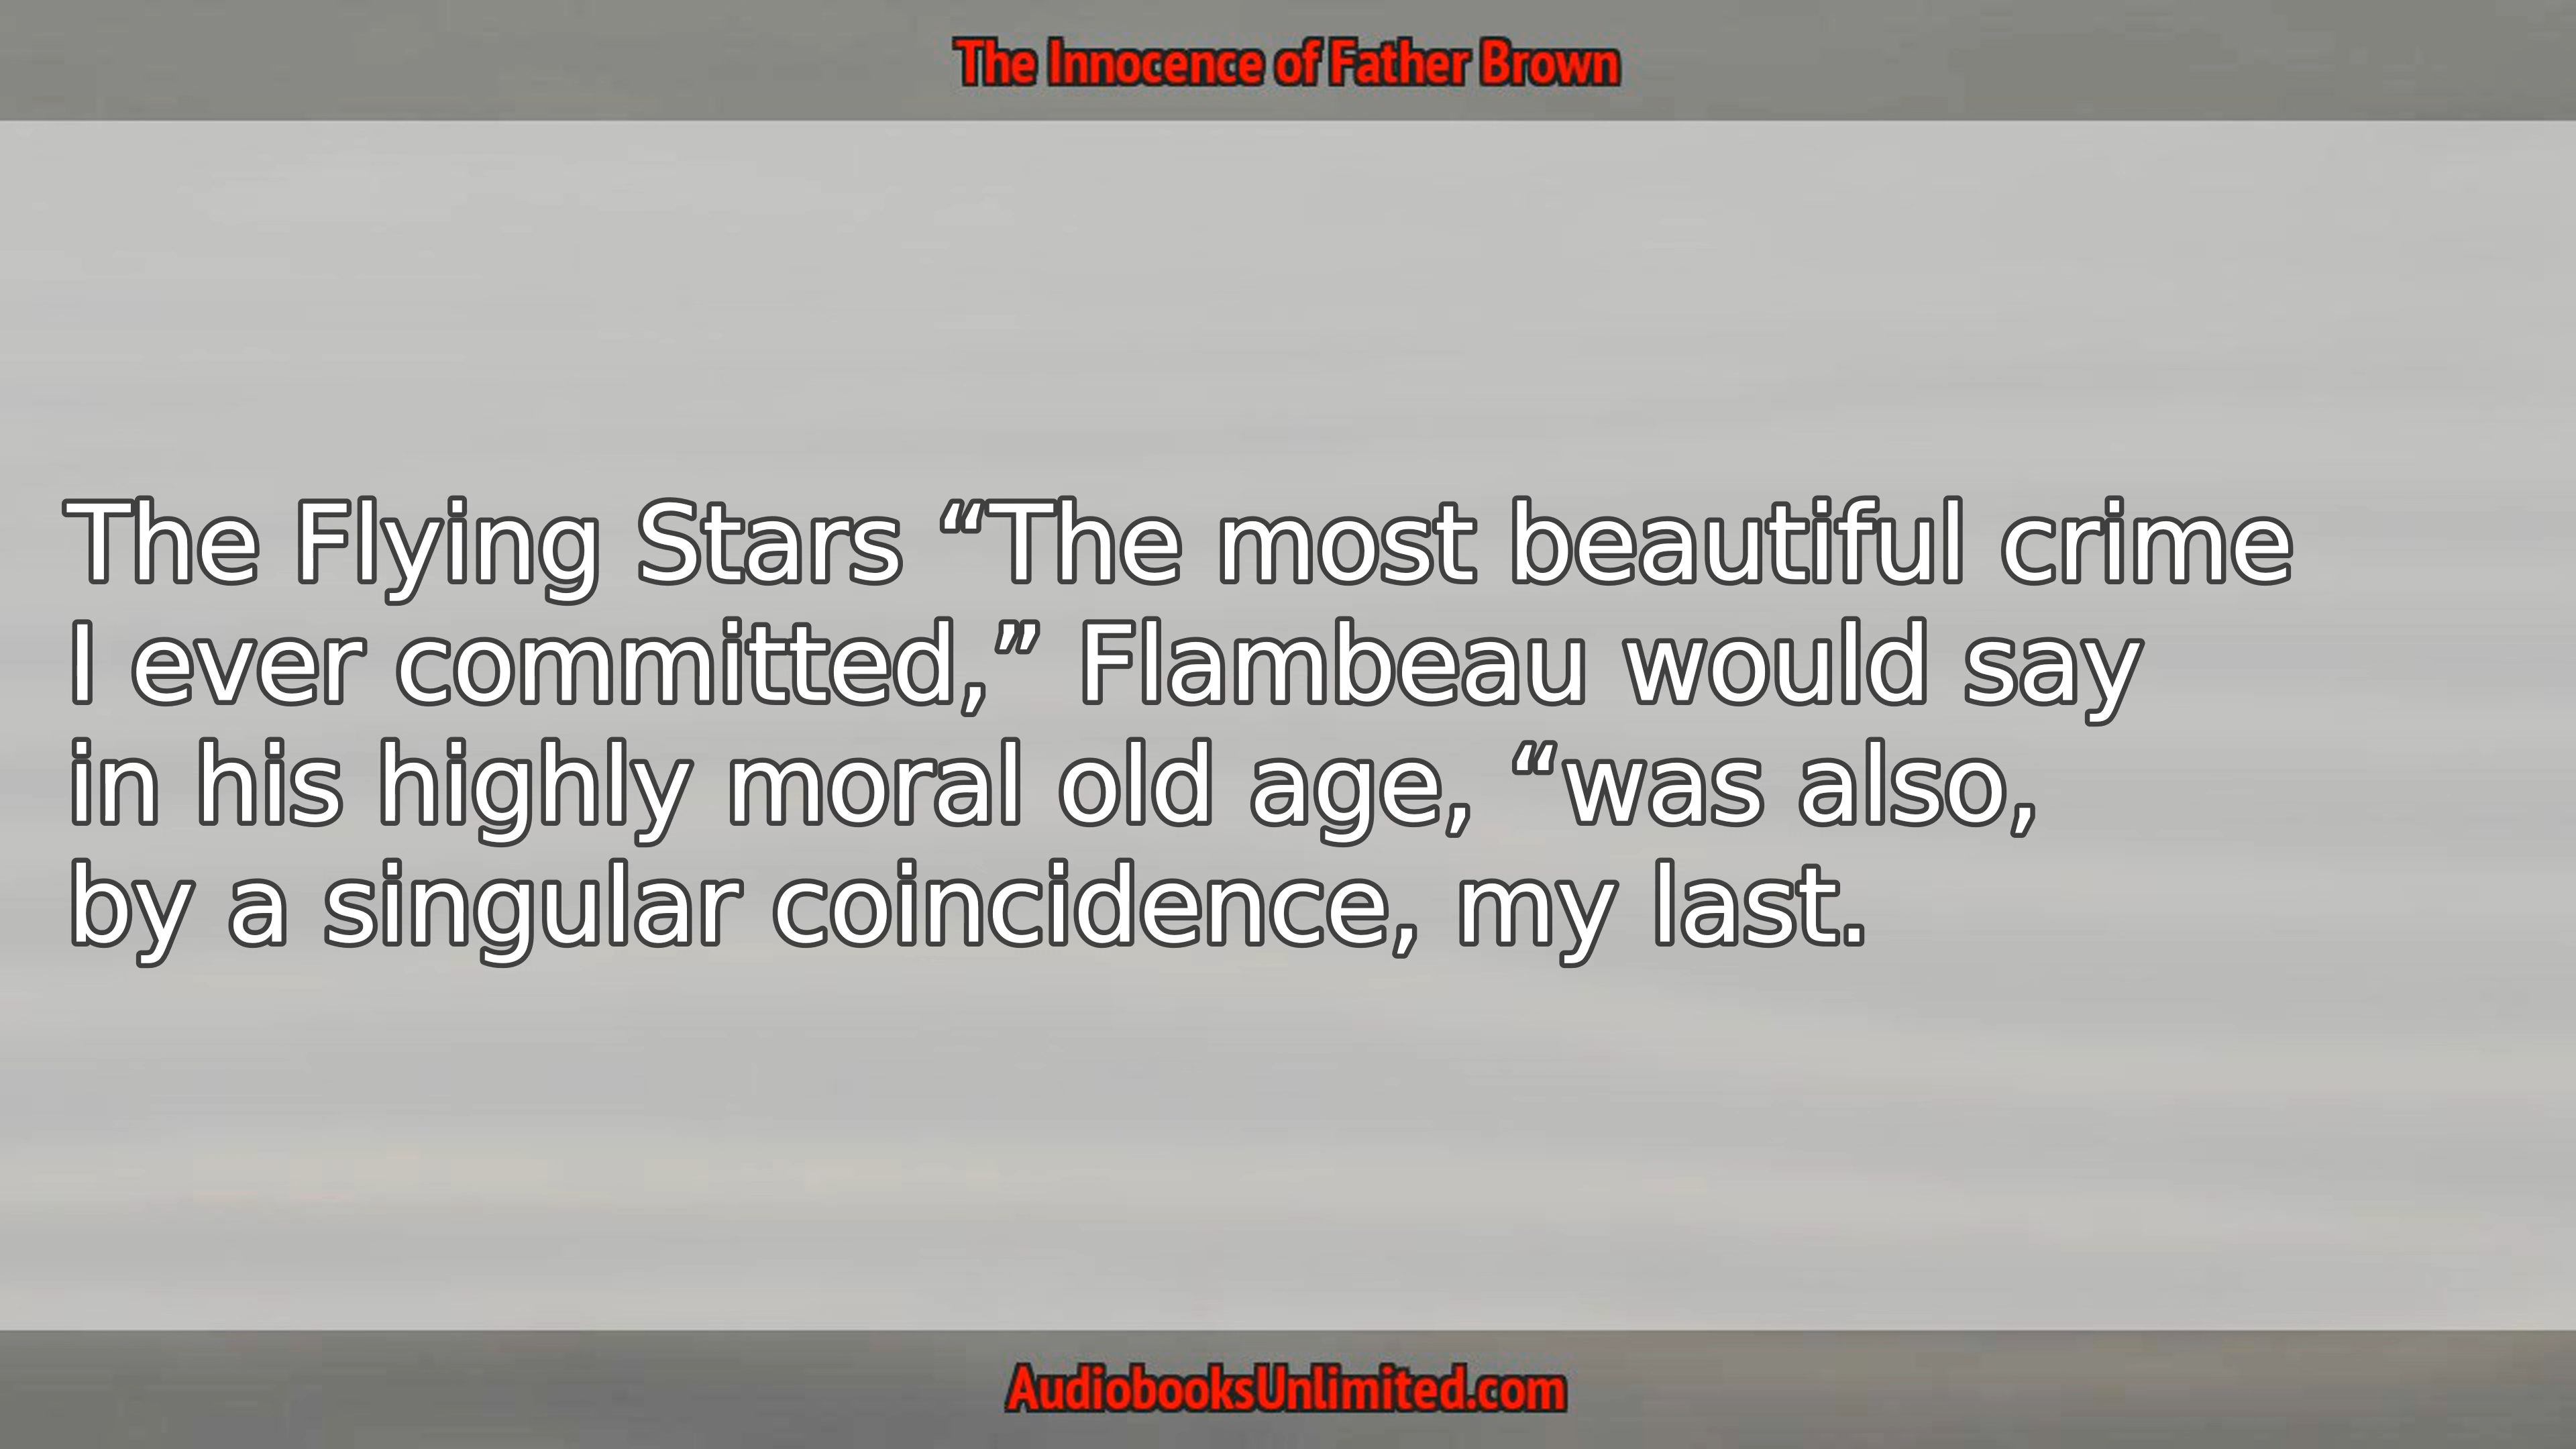 The Innocence of Father Brown
The Flying Stars “The most beautiful crime
I ever committed,” Flambeau would say
in his highly moral old age, “was also,
by a singular coincidence, my last.
AudiobooksUnlimited.com